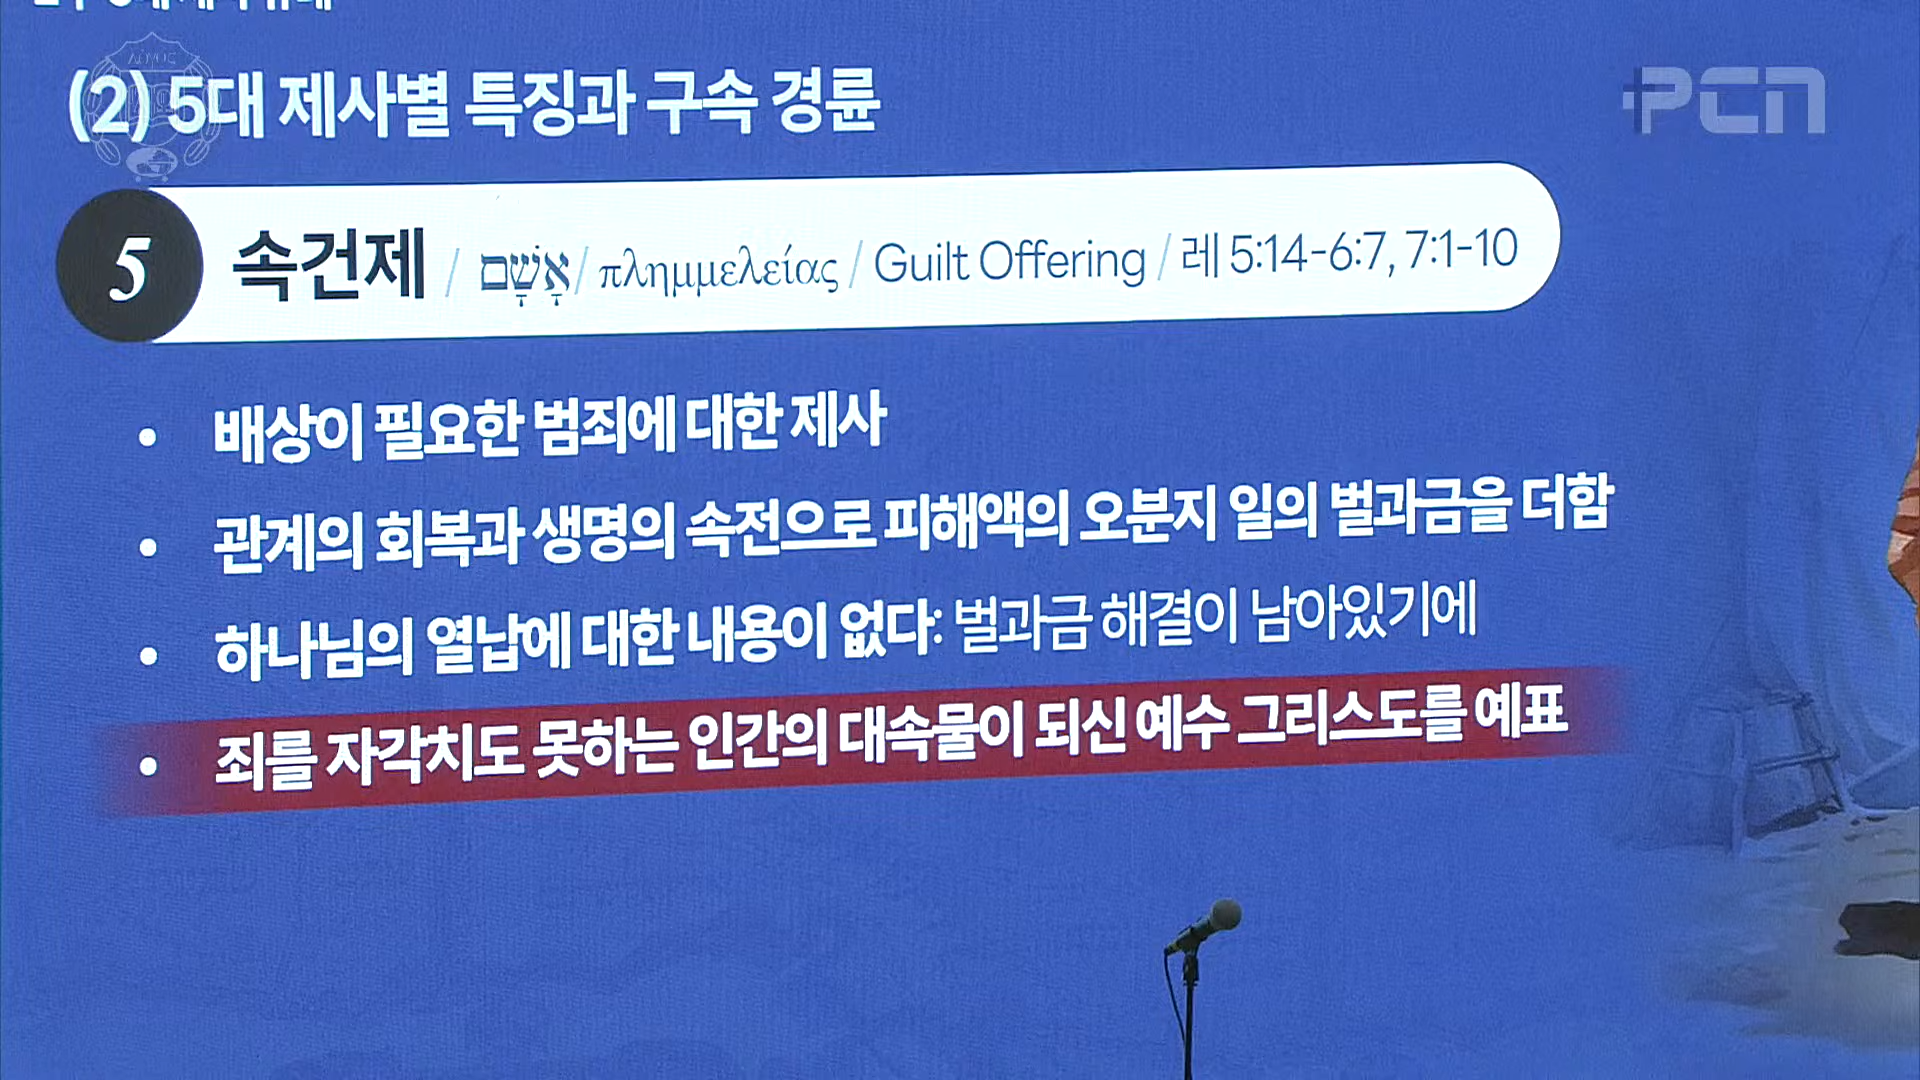 (2) 5대 제사별 특징과 구속 경륜
PCN
5 속건제 / אָשָׁם / πλημμελείας / Guilt Offering / 레 5:14-6:7, 7:1-10
• 배상이 필요한 범죄에 대한 제사
• 관계의 회복과 생명의 속전으로 피해액의 오분지 일의 벌과금을 더함
• 하나님의 열납에 대한 내용이 없다: 벌과금 해결이 남아있기에
• 죄를 자각치도 못하는 인간의 대속물이 되신 예수 그리스도를 예표